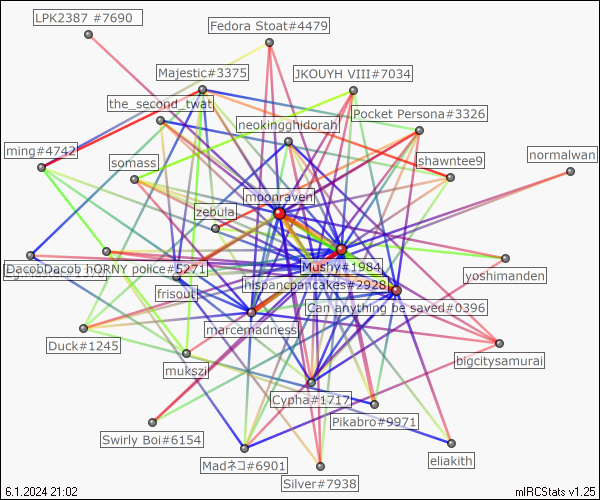 LPK2387 #7690
Fedora Stoat#4479
Majestic#3375
JKOUYH VIII#7034
the_second_twat
Pocket Persona#3326
neokingghidorah
ming#4742
somass
shawntee9
normalwan
moonraven
zebula
Mushy#1984
DacobDacob hORNY police#5271
yoshimanden
hispancpancakes#2928
frisout
Can anything be saved#0396
marcemadness
Duck#1245
bigcitysamurai
mukszi
Cypha#1717
Pikabro#9971
Swirly Boi#6154
eliakith
Madネコ#6901
Silver#7938
6.1.2024 21:02
mIRCStats v1.25